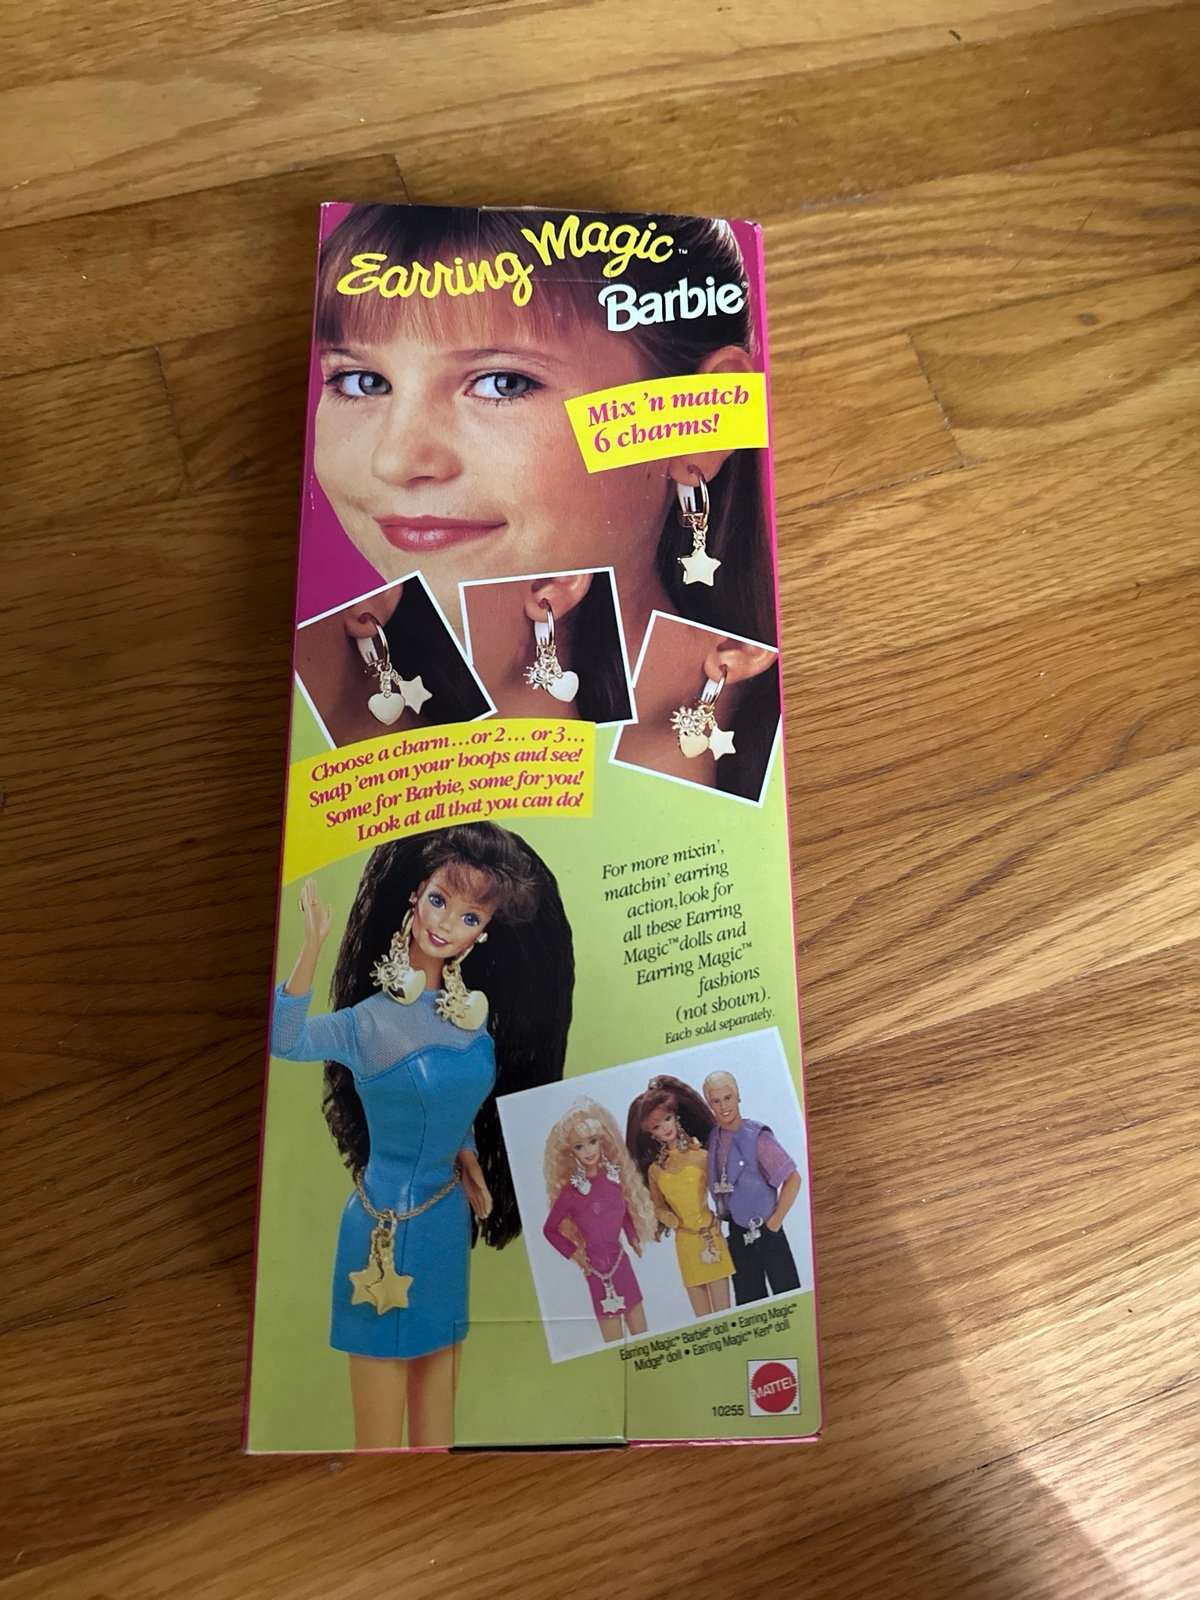 Earring Magic™
Barbie®
Mix 'n match
6 charms!
Choose a charm...or 2... or 3...
Snap 'em on your hoops and see!
Some for Barbie, some for you!
Look at all that you can do!
For more mixin',
matchin' earring
action, look for
all these Earring
Magic™ dolls and
Earring Magic™
fashions
(not shown).
Each sold separately.
Earring Magic™ Barbie® doll • Earring Magic™
Midge® doll • Earring Magic™ Ken® doll
MATTEL®
10255